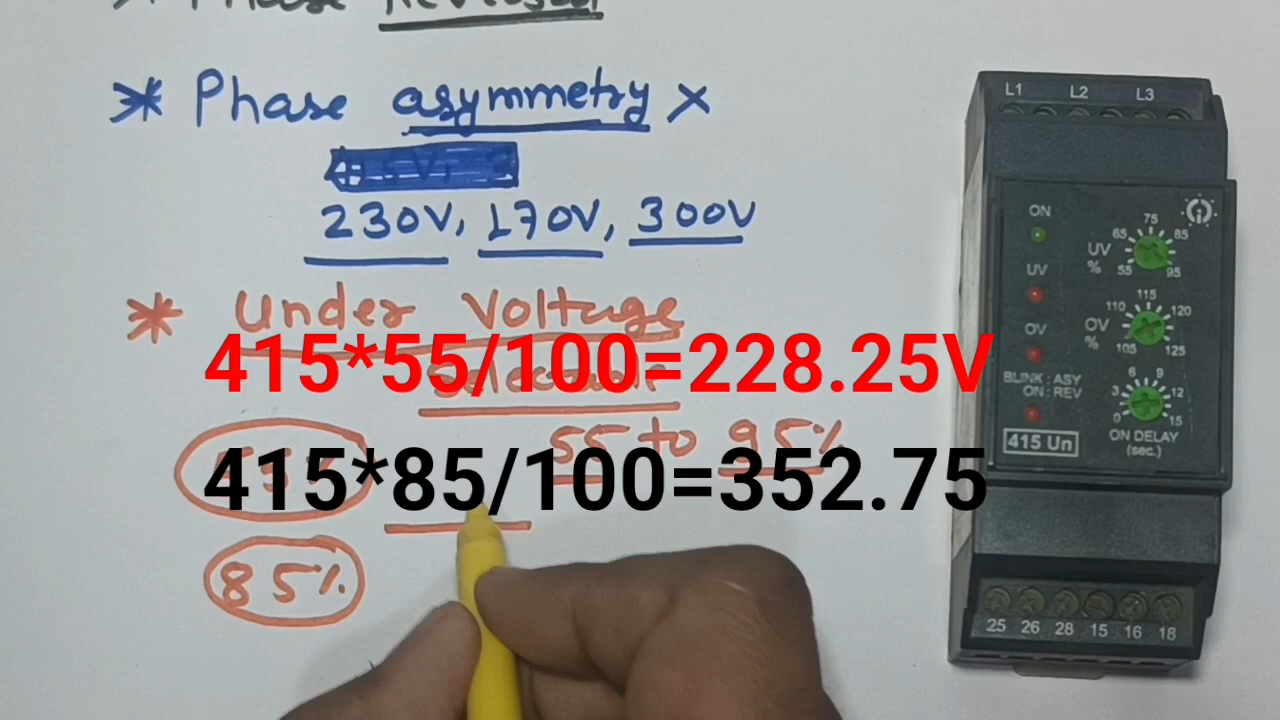 * Phase Reversal
* Phase asymmetry ×
230V, 170V, 300V
* Under Voltage
415*55/100=228.25V
55 to 95%
55%
415*85/100=352.75
85%
L1 L2 L3
ON
UV
OV
BLINK : ASY
ON : REV
415 Un
UV %
55 65 75 85 95
OV %
105 110 115 120 125
0 3 6 9 12 15
ON DELAY
(sec.)
25 26 28 15 16 18